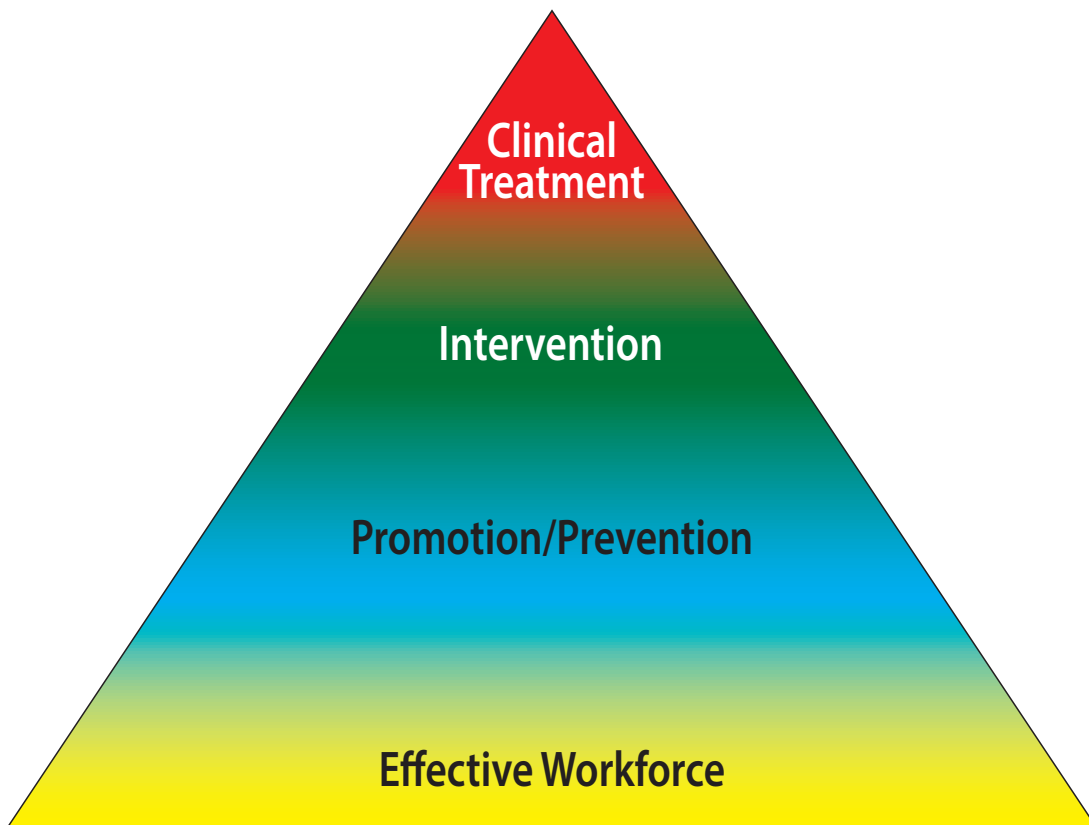 Clinical
Treatment
Intervention
Promotion/Prevention
Effective Workforce